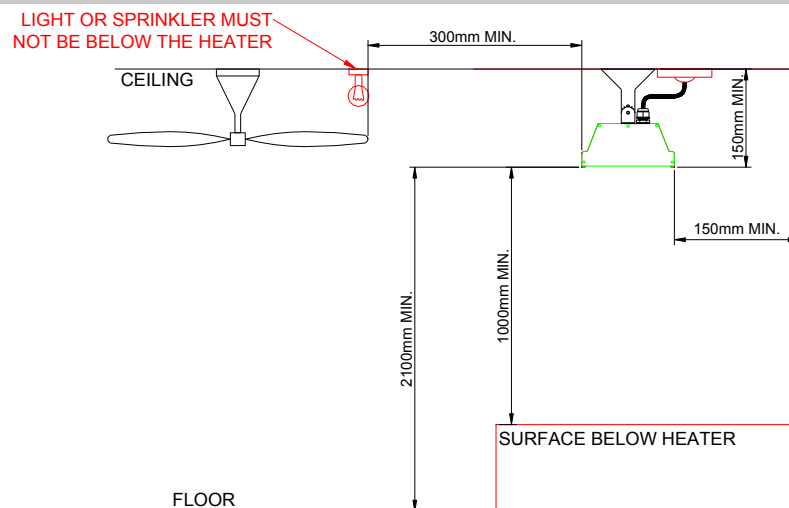 LIGHT OR SPRINKLER MUST
NOT BE BELOW THE HEATER
300mm MIN.
CEILING
150mm MIN.
150mm MIN.
1000mm MIN.
2100mm MIN.
SURFACE BELOW HEATER
FLOOR